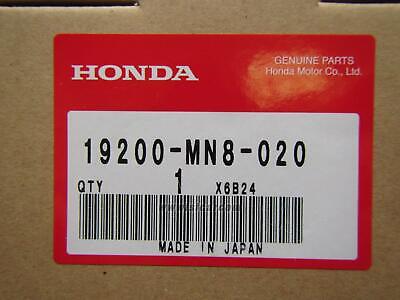 HONDA
GENUINE PARTS
Honda Motor Co., Ltd.
19200-MN8-020
QTY 1 X6B24
MADE IN JAPAN